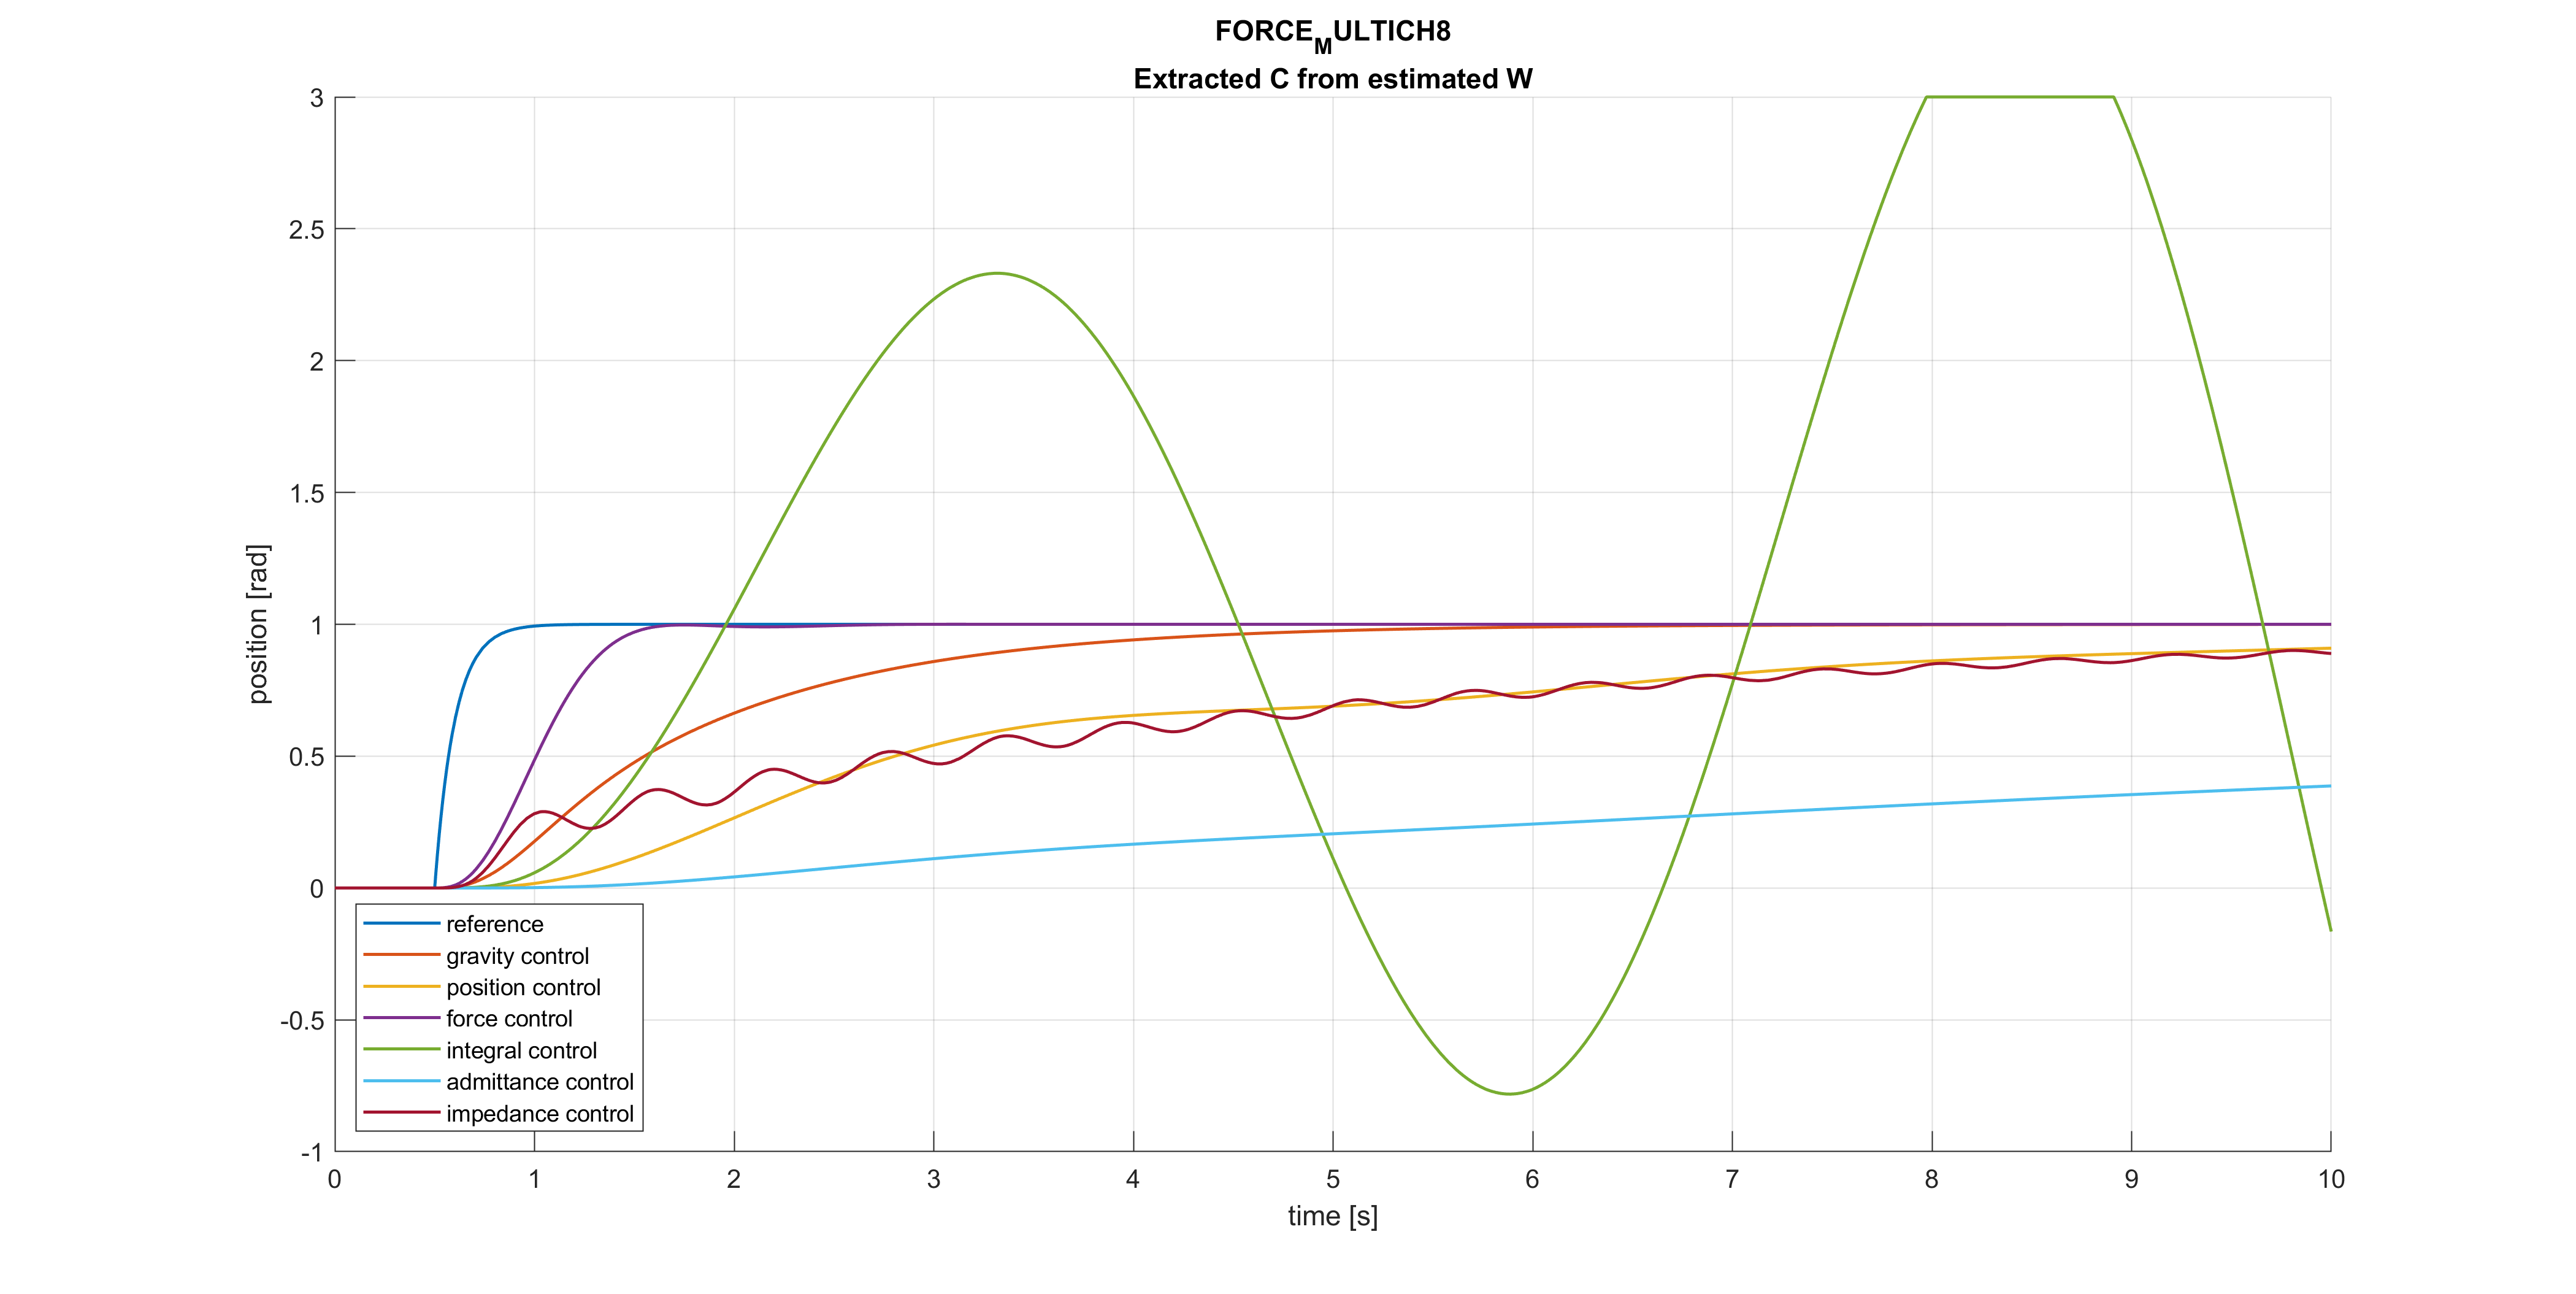 FORCE_MULTICH8
Extracted C from estimated W
3
2.5
2
1.5
1
0.5
0
-0.5
-1
position [rad]
reference
gravity control
position control
force control
integral control
admittance control
impedance control
0 1 2 3 4 5 6 7 8 9 10
time [s]